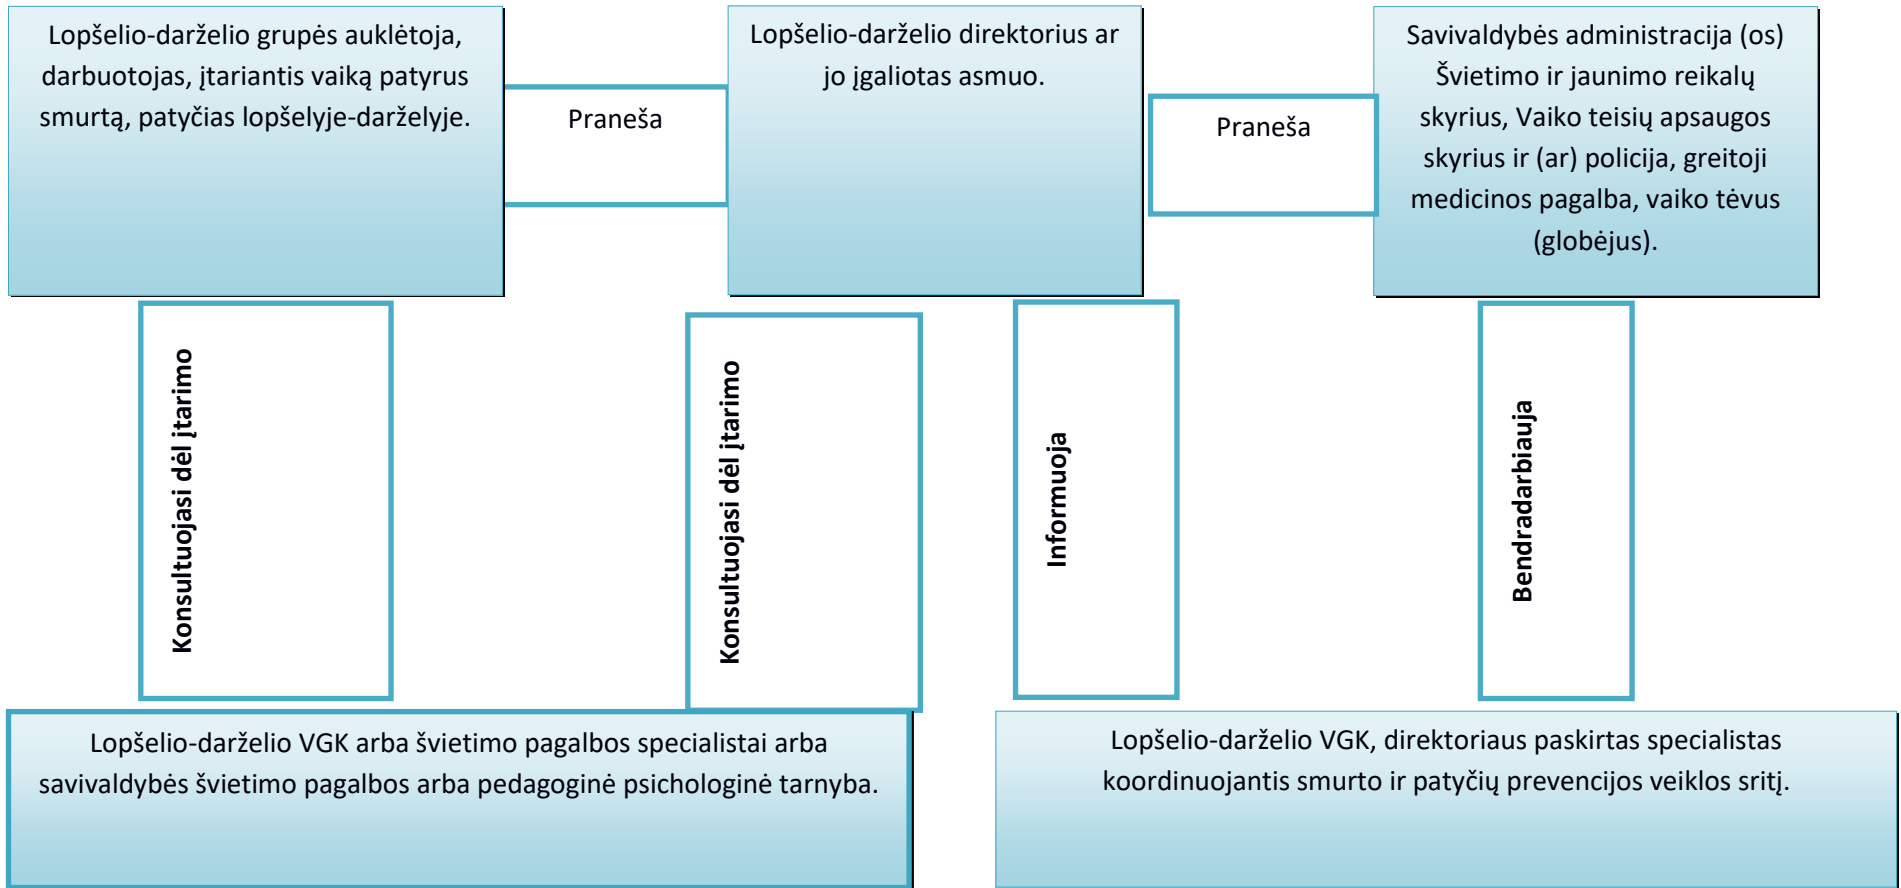 Lopšelio-darželio grupės auklėtoja,
darbuotojas, įtariantis vaiką patyrus
smurtą, patyčias lopšelyje-darželyje.
Praneša
Lopšelio-darželio direktorius ar
jo įgaliotas asmuo.
Praneša
Savivaldybės administracija (os)
Švietimo ir jaunimo reikalų
skyrius, Vaiko teisių apsaugos
skyrius ir (ar) policija, greitoji
medicinos pagalba, vaiko tėvus
(globėjus).
Konsultuojasi dėl įtarimo
Konsultuojasi dėl įtarimo
Informuoja
Bendradarbiauja
Lopšelio-darželio VGK arba švietimo pagalbos specialistai arba
savivaldybės švietimo pagalbos arba pedagoginė psichologinė tarnyba.
Lopšelio-darželio VGK, direktoriaus paskirtas specialistas
koordinuojantis smurto ir patyčių prevencijos veiklos sritį.